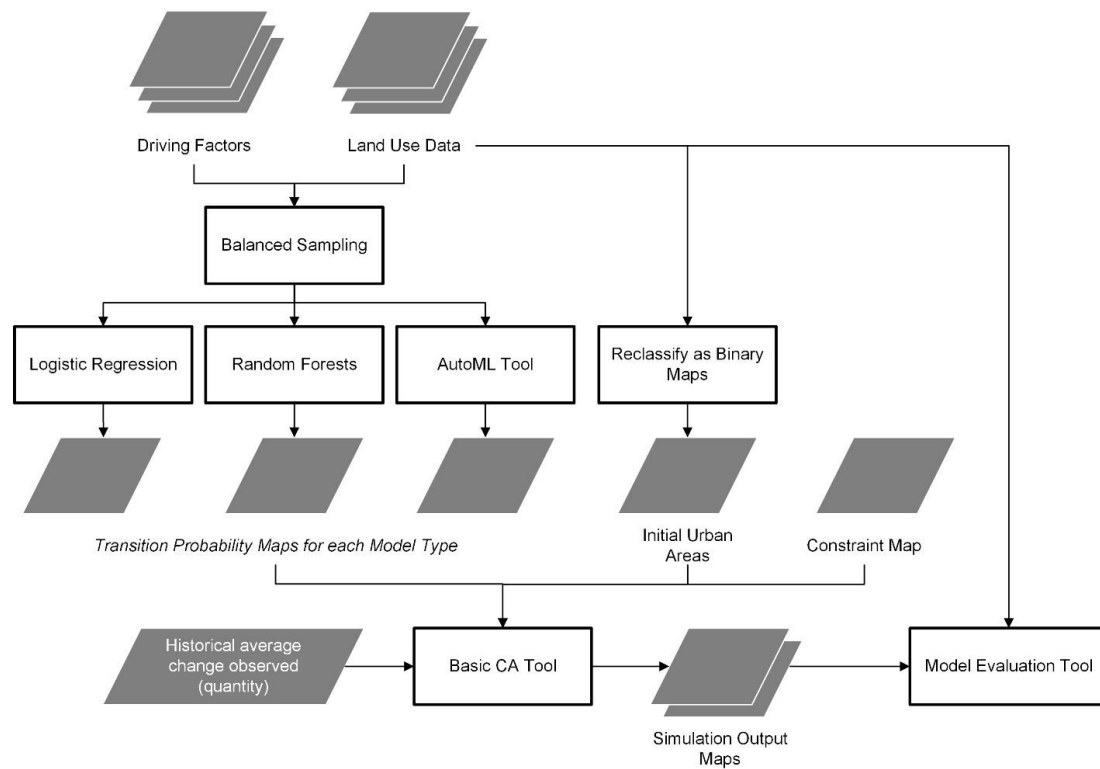 Driving Factors
Land Use Data
Balanced Sampling
Logistic Regression
Random Forests
AutoML Tool
Reclassify as Binary
Maps
Transition Probability Maps for each Model Type
Initial Urban
Areas
Constraint Map
Historical average
change observed
(quantity)
Basic CA Tool
Simulation Output
Maps
Model Evaluation Tool